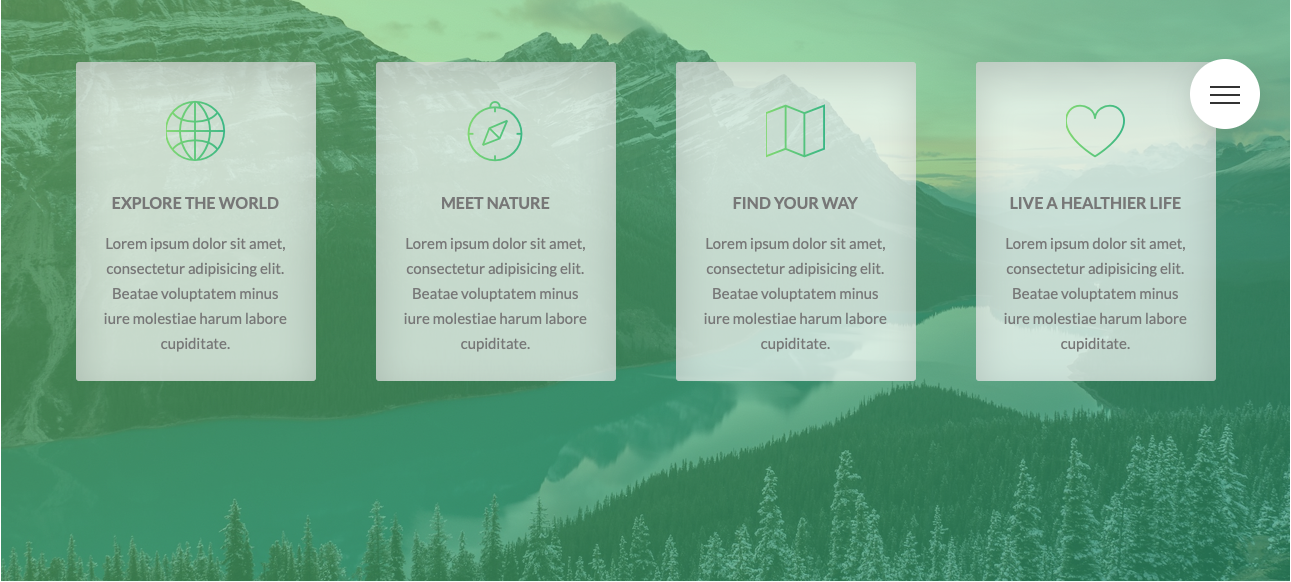 EXPLORE THE WORLD
Lorem ipsum dolor sit amet,
consectetur adipisicing elit.
Beatae voluptatem minus
iure molestiae harum labore
cupiditate.
MEET NATURE
Lorem ipsum dolor sit amet,
consectetur adipisicing elit.
Beatae voluptatem minus
iure molestiae harum labore
cupiditate.
FIND YOUR WAY
Lorem ipsum dolor sit amet,
consectetur adipisicing elit.
Beatae voluptatem minus
iure molestiae harum labore
cupiditate.
LIVE A HEALTHIER LIFE
Lorem ipsum dolor sit amet,
consectetur adipisicing elit.
Beatae voluptatem minus
iure molestiae harum labore
cupiditate.